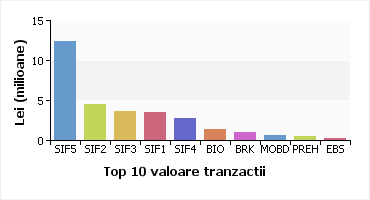 Lei (milioane)
15
10
5
0
SIF5 SIF2 SIF3 SIF1 SIF4 BIO BRK MOBD PREH EBS
Top 10 valoare tranzactii